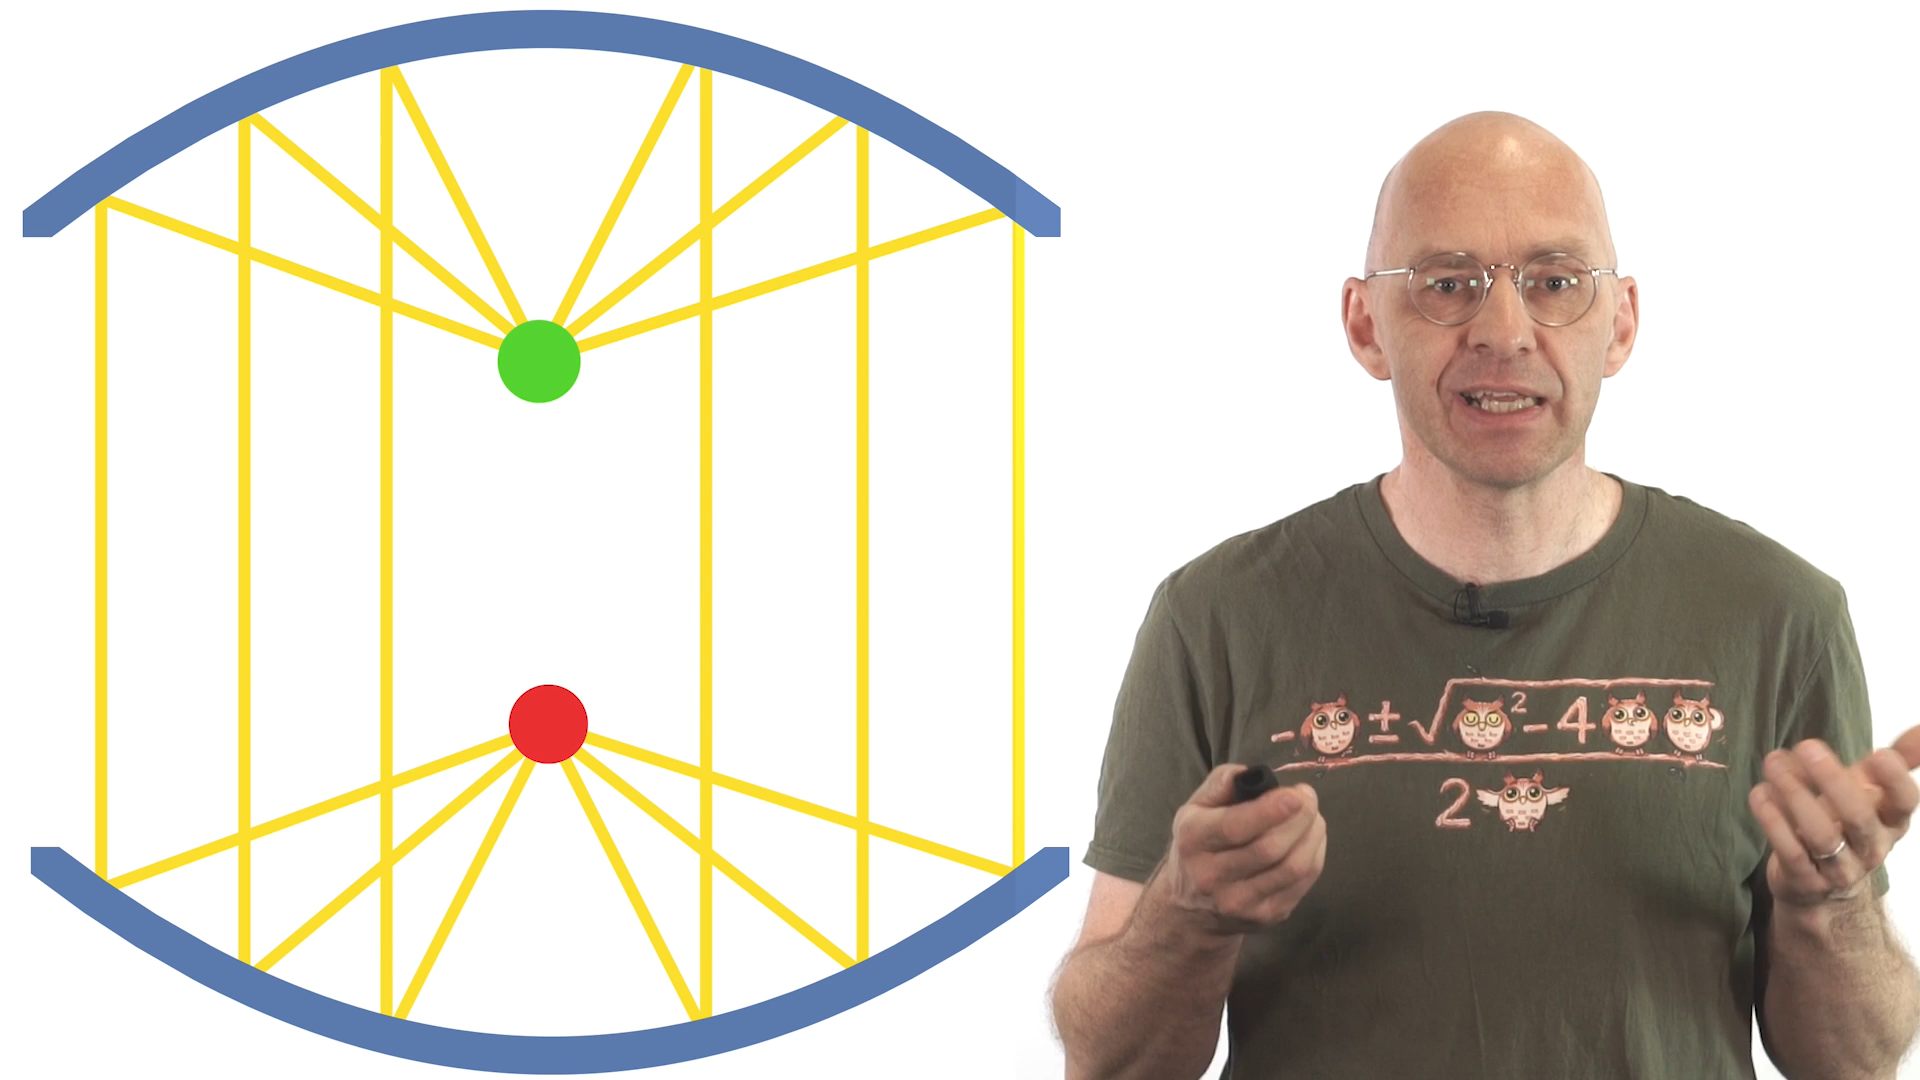 - ± √ ² - 4
2